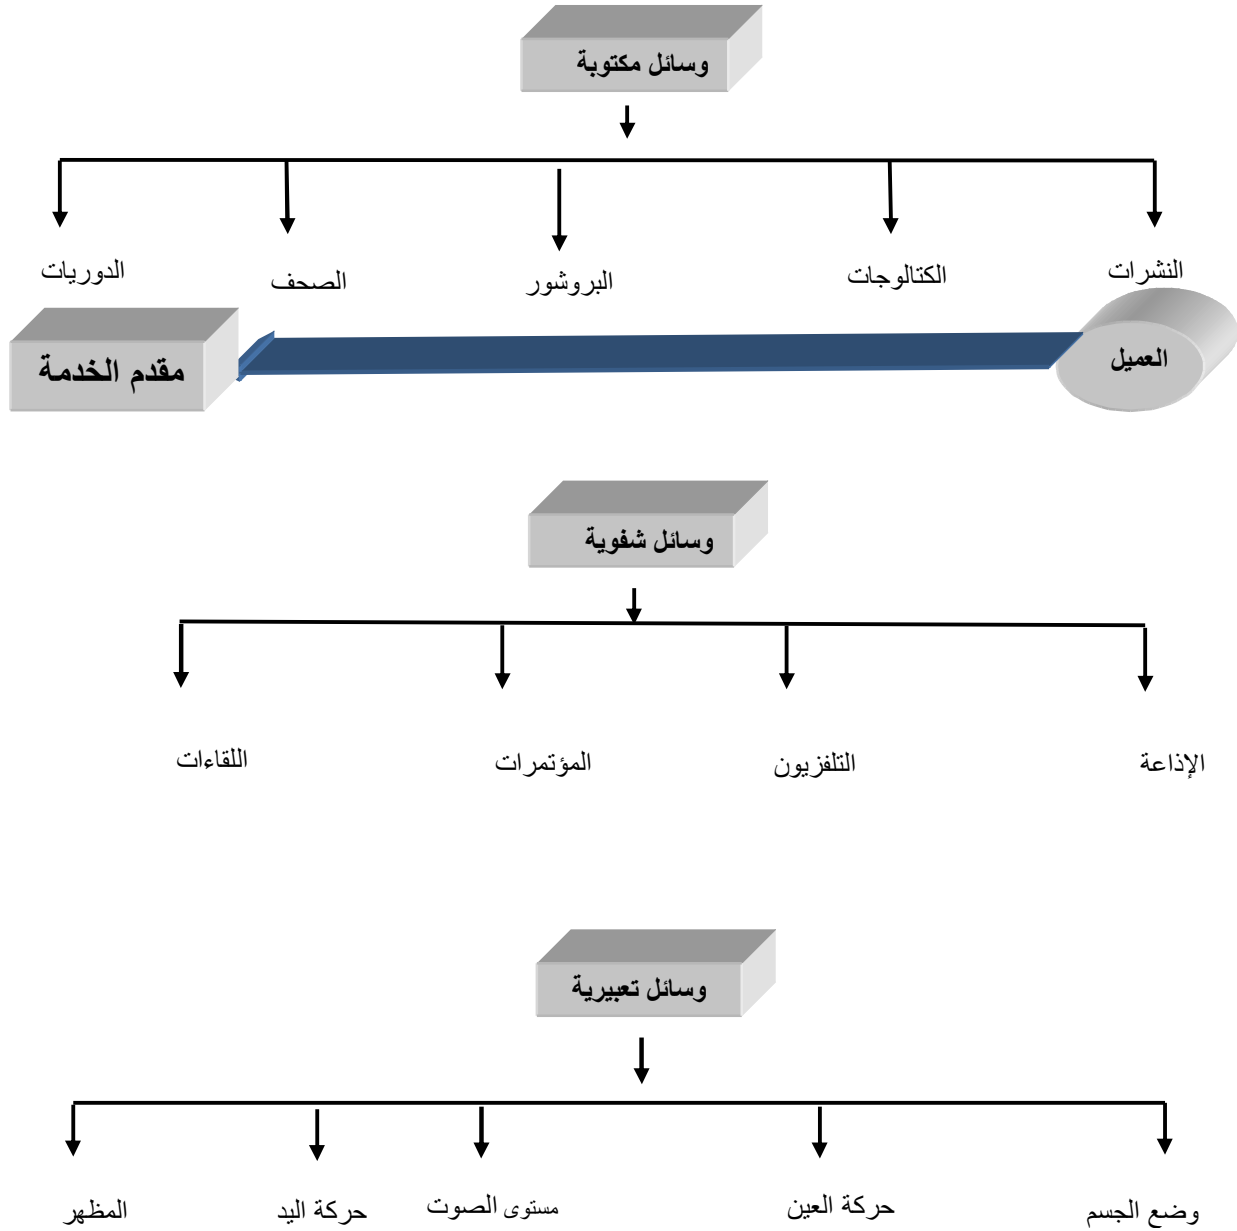 وسائل مكتوبة
النشرات
الكتالوجات
البروشور
الصحف
الدوريات
العميل
مقدم الخدمة
وسائل شفوية
الإذاعة
التلفزيون
المؤتمرات
اللقاءات
وسائل تعبيرية
وضع الجسم
حركة العين
مستوى الصوت
حركة اليد
المظهر